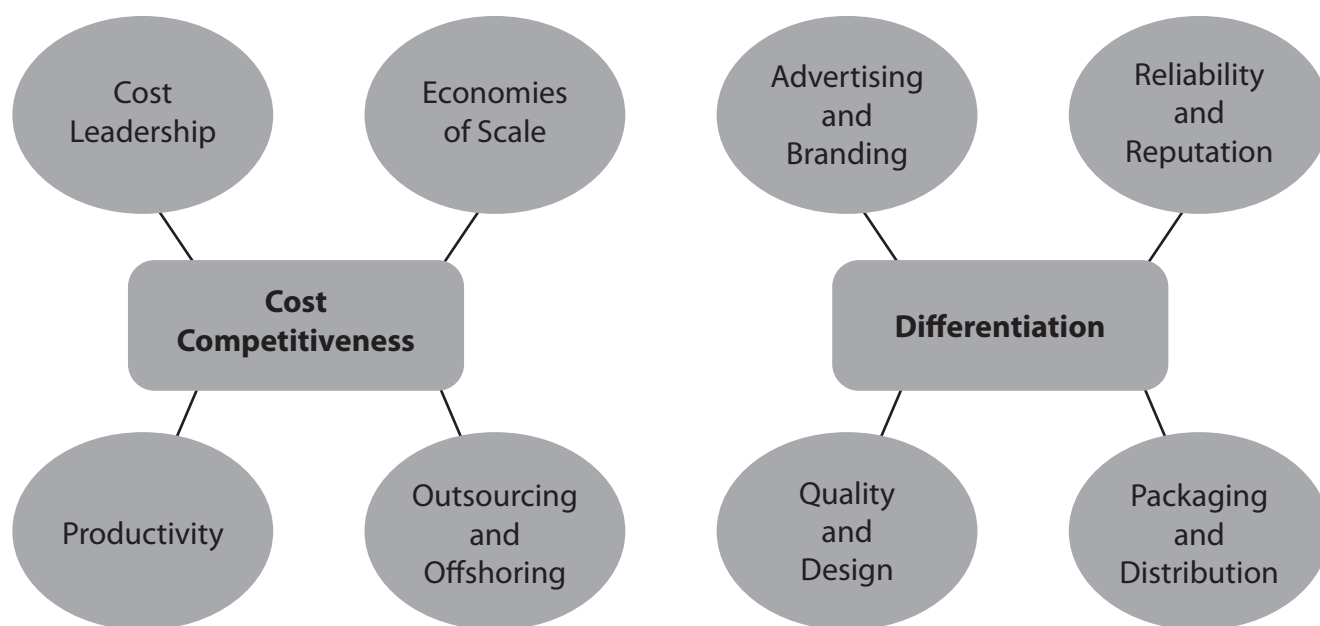 Cost
Leadership
Economies
of Scale
Advertising
and
Branding
Reliability
and
Reputation
Cost
Competitiveness
Differentiation
Productivity
Outsourcing
and
Offshoring
Quality
and
Design
Packaging
and
Distribution